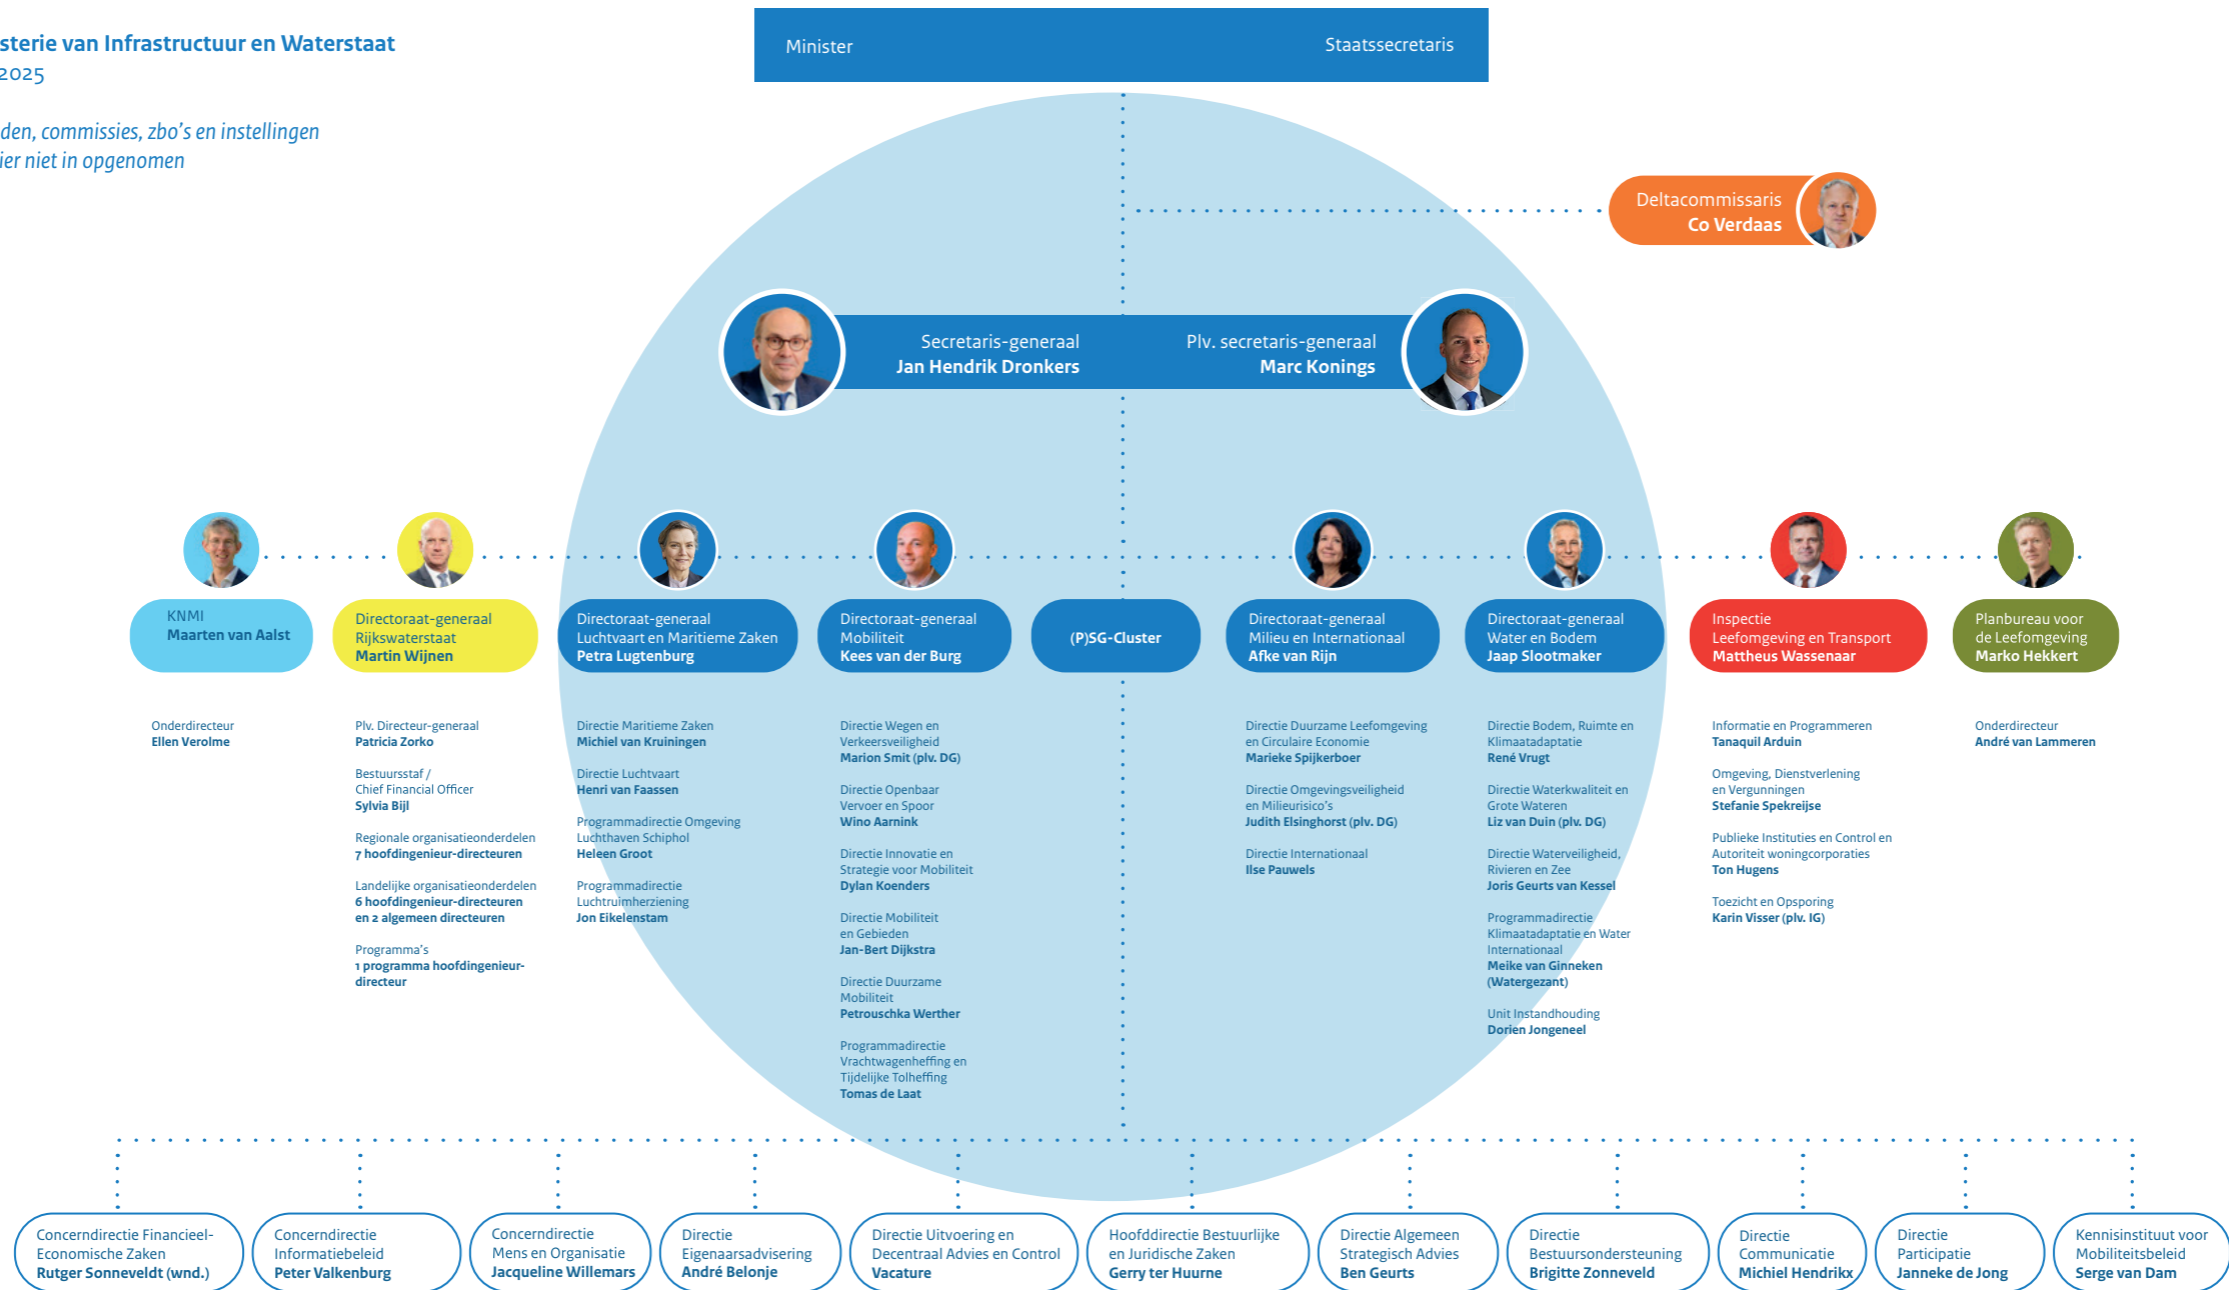 sterie van Infrastructuur en Waterstaat
2025
den, commissies, zbo's en instellingen
ier niet in opgenomen
Minister
Staatssecretaris
Deltacommissaris
Co Verdaas
Secretaris-generaal
Jan Hendrik Dronkers
Plv. secretaris-generaal
Marc Konings
KNMI
Maarten van Aalst
Onderdirecteur
Ellen Verolme
Directoraat-generaal
Rijkswaterstaat
Martin Wijnen
Plv. Directeur-generaal
Patricia Zorko
Bestuursstaf /
Chief Financial Officer
Sylvia Bijl
Regionale organisatieonderdelen
7 hoofdingenieur-directeuren
Landelijke organisatieonderdelen
6 hoofdingenieur-directeuren
en 2 algemeen directeuren
Programma's
1 programma hoofdingenieur-
directeur
Directoraat-generaal
Luchtvaart en Maritieme Zaken
Petra Lugtenburg
Directie Maritieme Zaken
Michiel van Kruiningen
Directie Luchtvaart
Henri van Faassen
Programmadirectie Omgeving
Luchthaven Schiphol
Heleen Groot
Programmadirectie
Luchtruimherziening
Jon Eikelenstam
Directoraat-generaal
Mobiliteit
Kees van der Burg
Directie Wegen en
Verkeersveiligheid
Marion Smit (plv. DG)
Directie Openbaar
Vervoer en Spoor
Wino Aarnink
Directie Innovatie en
Strategie voor Mobiliteit
Dylan Koenders
Directie Mobiliteit
en Gebieden
Jan-Bert Dijkstra
Directie Duurzame
Mobiliteit
Petrouschka Werther
Programmadirectie
Vrachtwagenheffing en
Tijdelijke Tolheffing
Tomas de Laat
(P)SG-Cluster
Directoraat-generaal
Milieu en Internationaal
Afke van Rijn
Directie Duurzame Leefomgeving
en Circulaire Economie
Marieke Spijkerboer
Directie Omgevingsveiligheid
en Milieurisico's
Judith Elsinghorst (plv. DG)
Directie Internationaal
Ilse Pauwels
Directoraat-generaal
Water en Bodem
Jaap Slootmaker
Directie Bodem, Ruimte en
Klimaatadaptatie
René Vrugt
Directie Waterkwaliteit en
Grote Wateren
Liz van Duin (plv. DG)
Directie Waterveiligheid,
Rivieren en Zee
Joris Geurts van Kessel
Programmadirectie
Klimaatadaptatie en Water
Internationaal
Meike van Ginneken
(Watergezant)
Unit Instandhouding
Dorien Jongeneel
Inspectie
Leefomgeving en Transport
Mattheus Wassenaar
Informatie en Programmeren
Tanaquil Arduin
Omgeving, Dienstverlening
en Vergunningen
Stefanie Spekreijse
Publieke Instituties en Control en
Autoriteit woningcorporaties
Ton Hugens
Toezicht en Opsporing
Karin Visser (plv. IG)
Planbureau voor
de Leefomgeving
Marko Hekkert
Onderdirecteur
André van Lammeren
Concerndirectie Financieel-
Economische Zaken
Rutger Sonneveldt (wnd.)
Concerndirectie
Informatiebeleid
Peter Valkenburg
Concerndirectie
Mens en Organisatie
Jacqueline Willemars
Directie
Eigenaarsadvisering
André Belonje
Directie Uitvoering en
Decentraal Advies en Control
Vacature
Hoofddirectie Bestuurlijke
en Juridische Zaken
Gerry ter Huurne
Directie Algemeen
Strategisch Advies
Ben Geurts
Directie
Bestuursondersteuning
Brigitte Zonneveld
Directie
Communicatie
Michiel Hendrikx
Directie
Participatie
Janneke de Jong
Kennisinstituut voor
Mobiliteitsbeleid
Serge van Dam